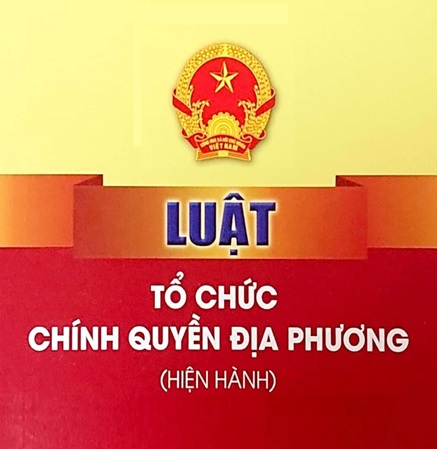 VIỆT NAM
LUẬT
TỔ CHỨC
CHÍNH QUYỀN ĐỊA PHƯƠNG
(HIỆN HÀNH)